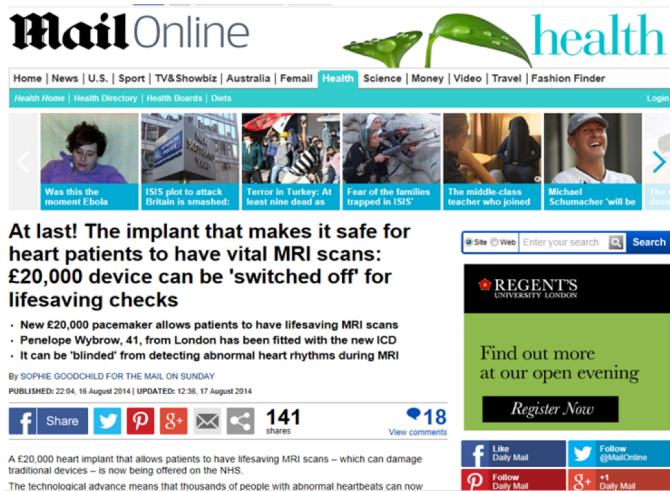 Mail Online
health
Home | News | U.S. | Sport | TV&Showbiz | Australia | Femail | Health | Science | Money | Video | Travel | Fashion Finder
Health Home | Health Directory | Health Boards | Diets
Login
NEW SCOTLAND YARD
Was this the moment Ebola
ISIS plot to attack Britain is smashed:
Terror in Turkey: At least nine dead as
Fear of the families trapped in ISIS'
The middle-class teacher who joined
Michael Schumacher 'will be
At last! The implant that makes it safe for
heart patients to have vital MRI scans:
£20,000 device can be 'switched off' for
lifesaving checks
Site Web Enter your search Search
· New £20,000 pacemaker allows patients to have lifesaving MRI scans
· Penelope Wybrow, 41, from London has been fitted with the new ICD
· It can be 'blinded' from detecting abnormal heart rhythms during MRI
By SOPHIE GOODCHILD FOR THE MAIL ON SUNDAY
PUBLISHED: 22:04, 16 August 2014 | UPDATED: 12:36, 17 August 2014
f Share
g+
141
shares
18
View comments
REGENT'S
UNIVERSITY LONDON
Find out more
at our open evening
Register Now
A £20,000 heart implant that allows patients to have lifesaving MRI scans – which can damage
traditional devices – is now being offered on the NHS.
The technological advance means that thousands of people with abnormal heartbeats can now
Like
Daily Mail
Follow
@MailOnline
Follow
Daily Mail
+1
Daily Mail